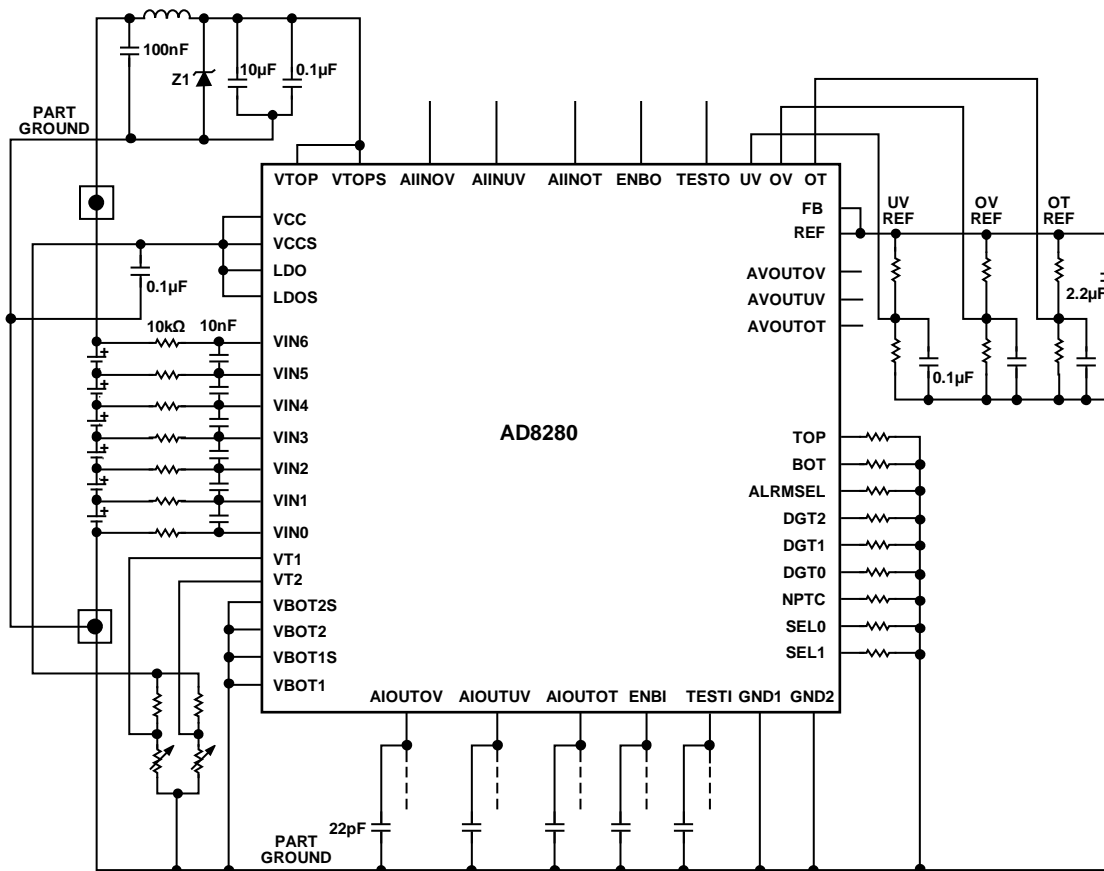 100nF
Z1
10µF
0.1µF
PART
GROUND
VTOP
VTOPS
AIINOV
AIINUV
AIINOT
ENBO
TESTO
UV
OV
OT
VCC
VCCS
LDO
LDOS
0.1µF
10kΩ
10nF
VIN6
VIN5
VIN4
VIN3
VIN2
VIN1
VIN0
VT1
VT2
VBOT2S
VBOT2
VBOT1S
VBOT1
AD8280
FB
REF
AVOUTOV
AVOUTUV
AVOUTOT
UV
REF
OV
REF
OT
REF
2.2µF
0.1µF
TOP
BOT
ALRMSEL
DGT2
DGT1
DGT0
NPTC
SEL0
SEL1
AIOUTOV
AIOUTUV
AIOUTOT
ENBI
TESTI
GND1
GND2
22pF
PART
GROUND